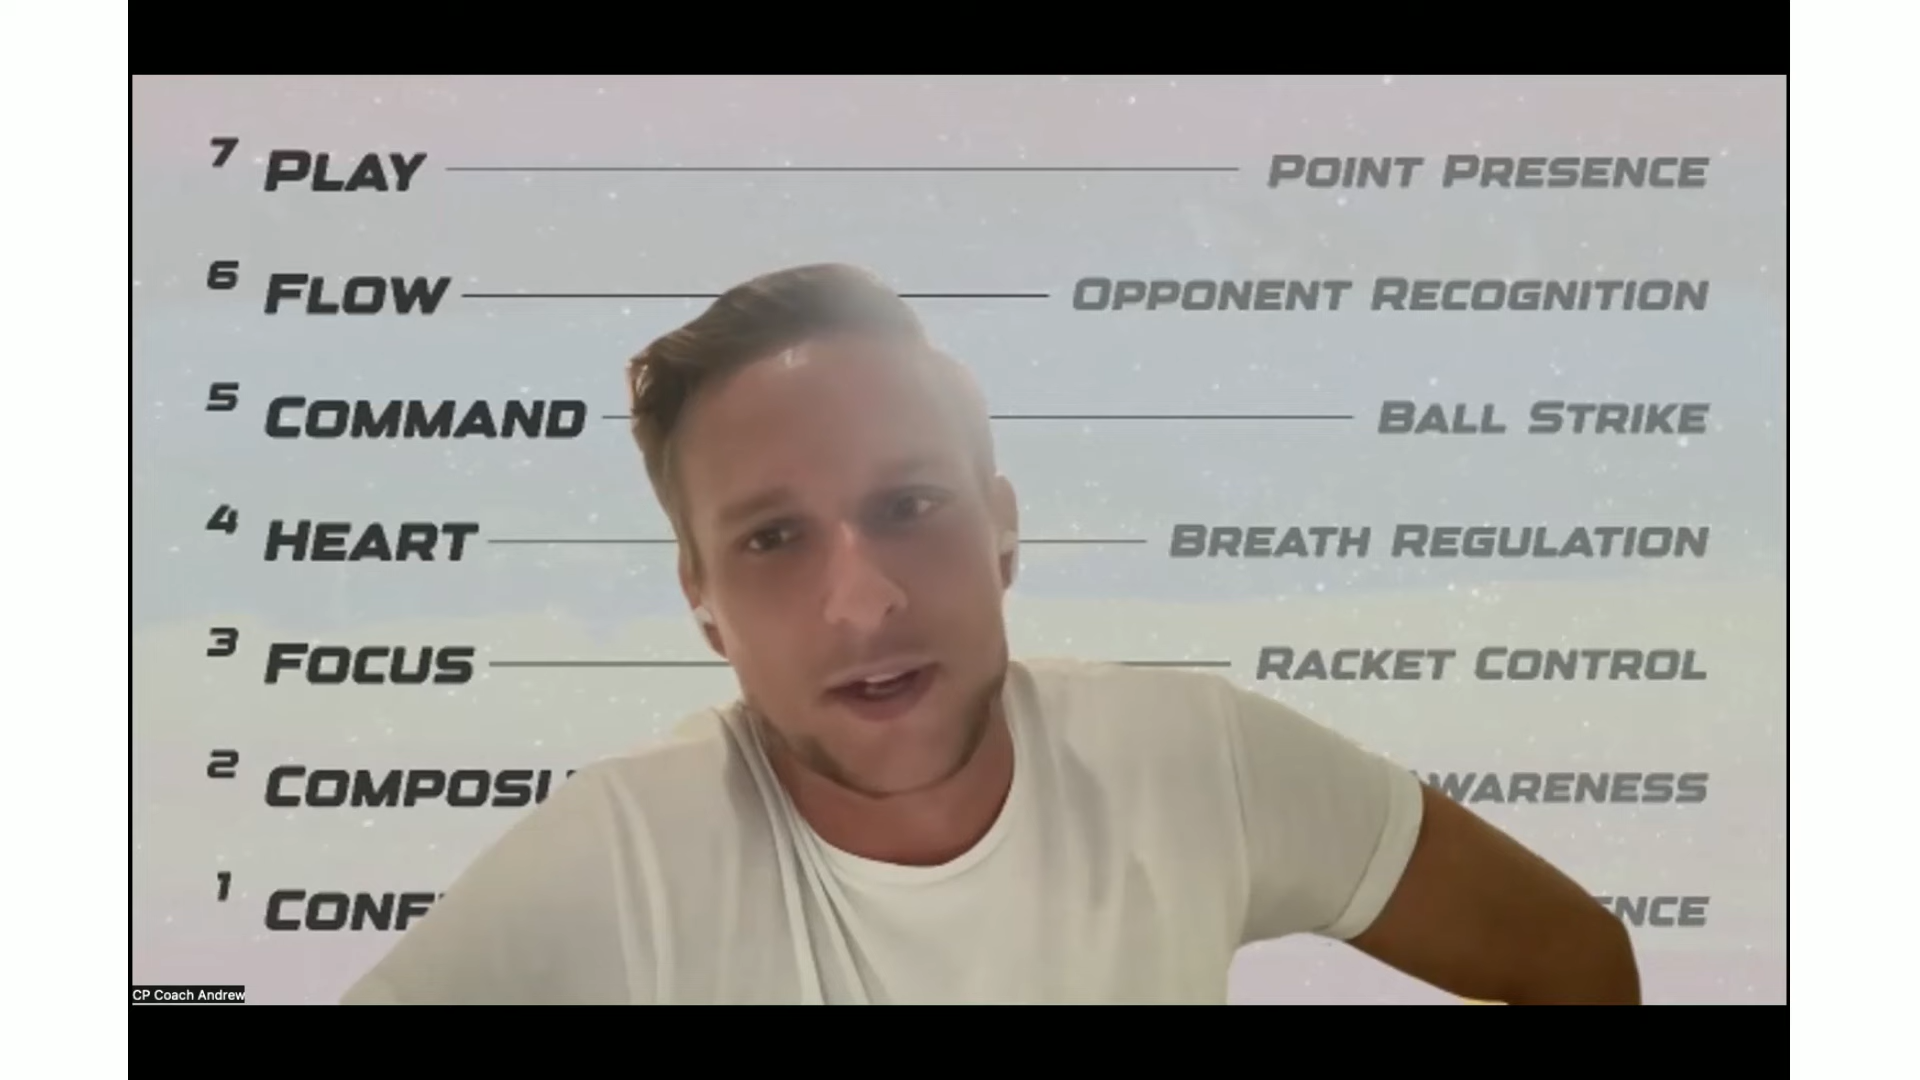 7 PLAY POINT PRESENCE
6 FLOW OPPONENT RECOGNITION
5 COMMAND BALL STRIKE
4 HEART BREATH REGULATION
3 FOCUS RACKET CONTROL
2
1
CP Coach Andrew